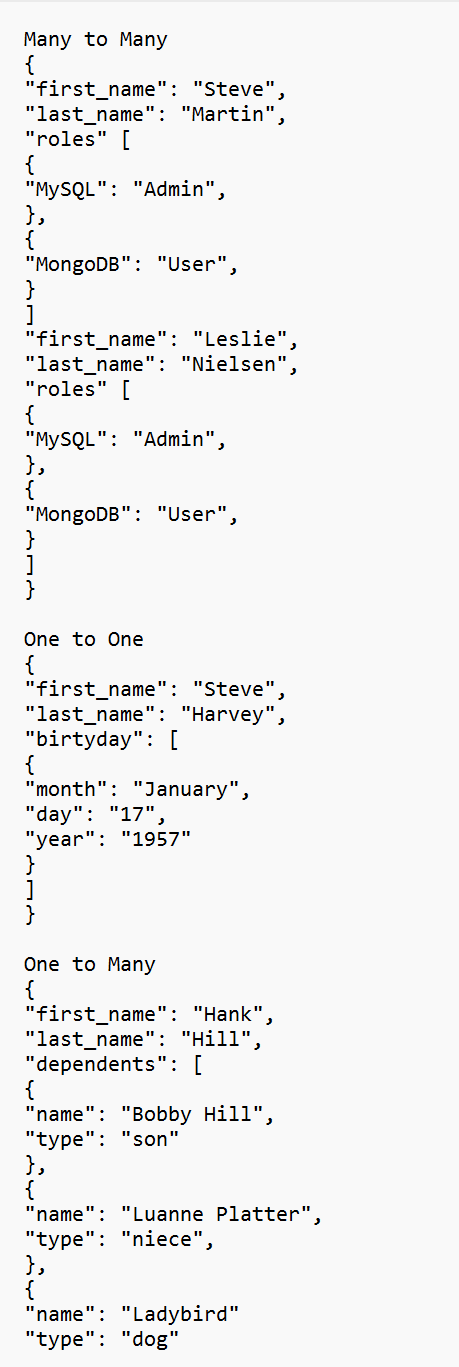 Many to Many
{
"first_name": "Steve",
"last_name": "Martin",
"roles" [
{
"MySQL": "Admin",
},
{
"MongoDB": "User",
}
]
"first_name": "Leslie",
"last_name": "Nielsen",
"roles" [
{
"MySQL": "Admin",
},
{
"MongoDB": "User",
}
]
}
One to One
{
"first_name": "Steve",
"last_name": "Harvey",
"birtyday": [
{
"month": "January",
"day": "17",
"year": "1957"
}
]
}
One to Many
{
"first_name": "Hank",
"last_name": "Hill",
"dependents": [
{
"name": "Bobby Hill",
"type": "son"
},
{
"name": "Luanne Platter",
"type": "niece",
},
{
"name": "Ladybird"
"type": "dog"